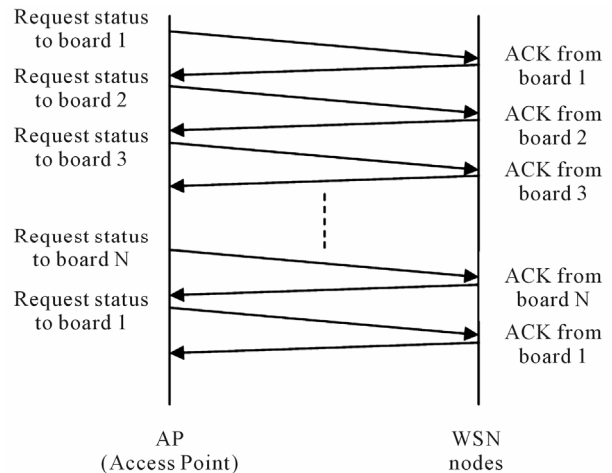 Request status
to board 1
ACK from
board 1
Request status
to board 2
ACK from
board 2
Request status
to board 3
ACK from
board 3
Request status
to board N
ACK from
board N
Request status
to board 1
ACK from
board 1
AP
(Access Point)
WSN
nodes